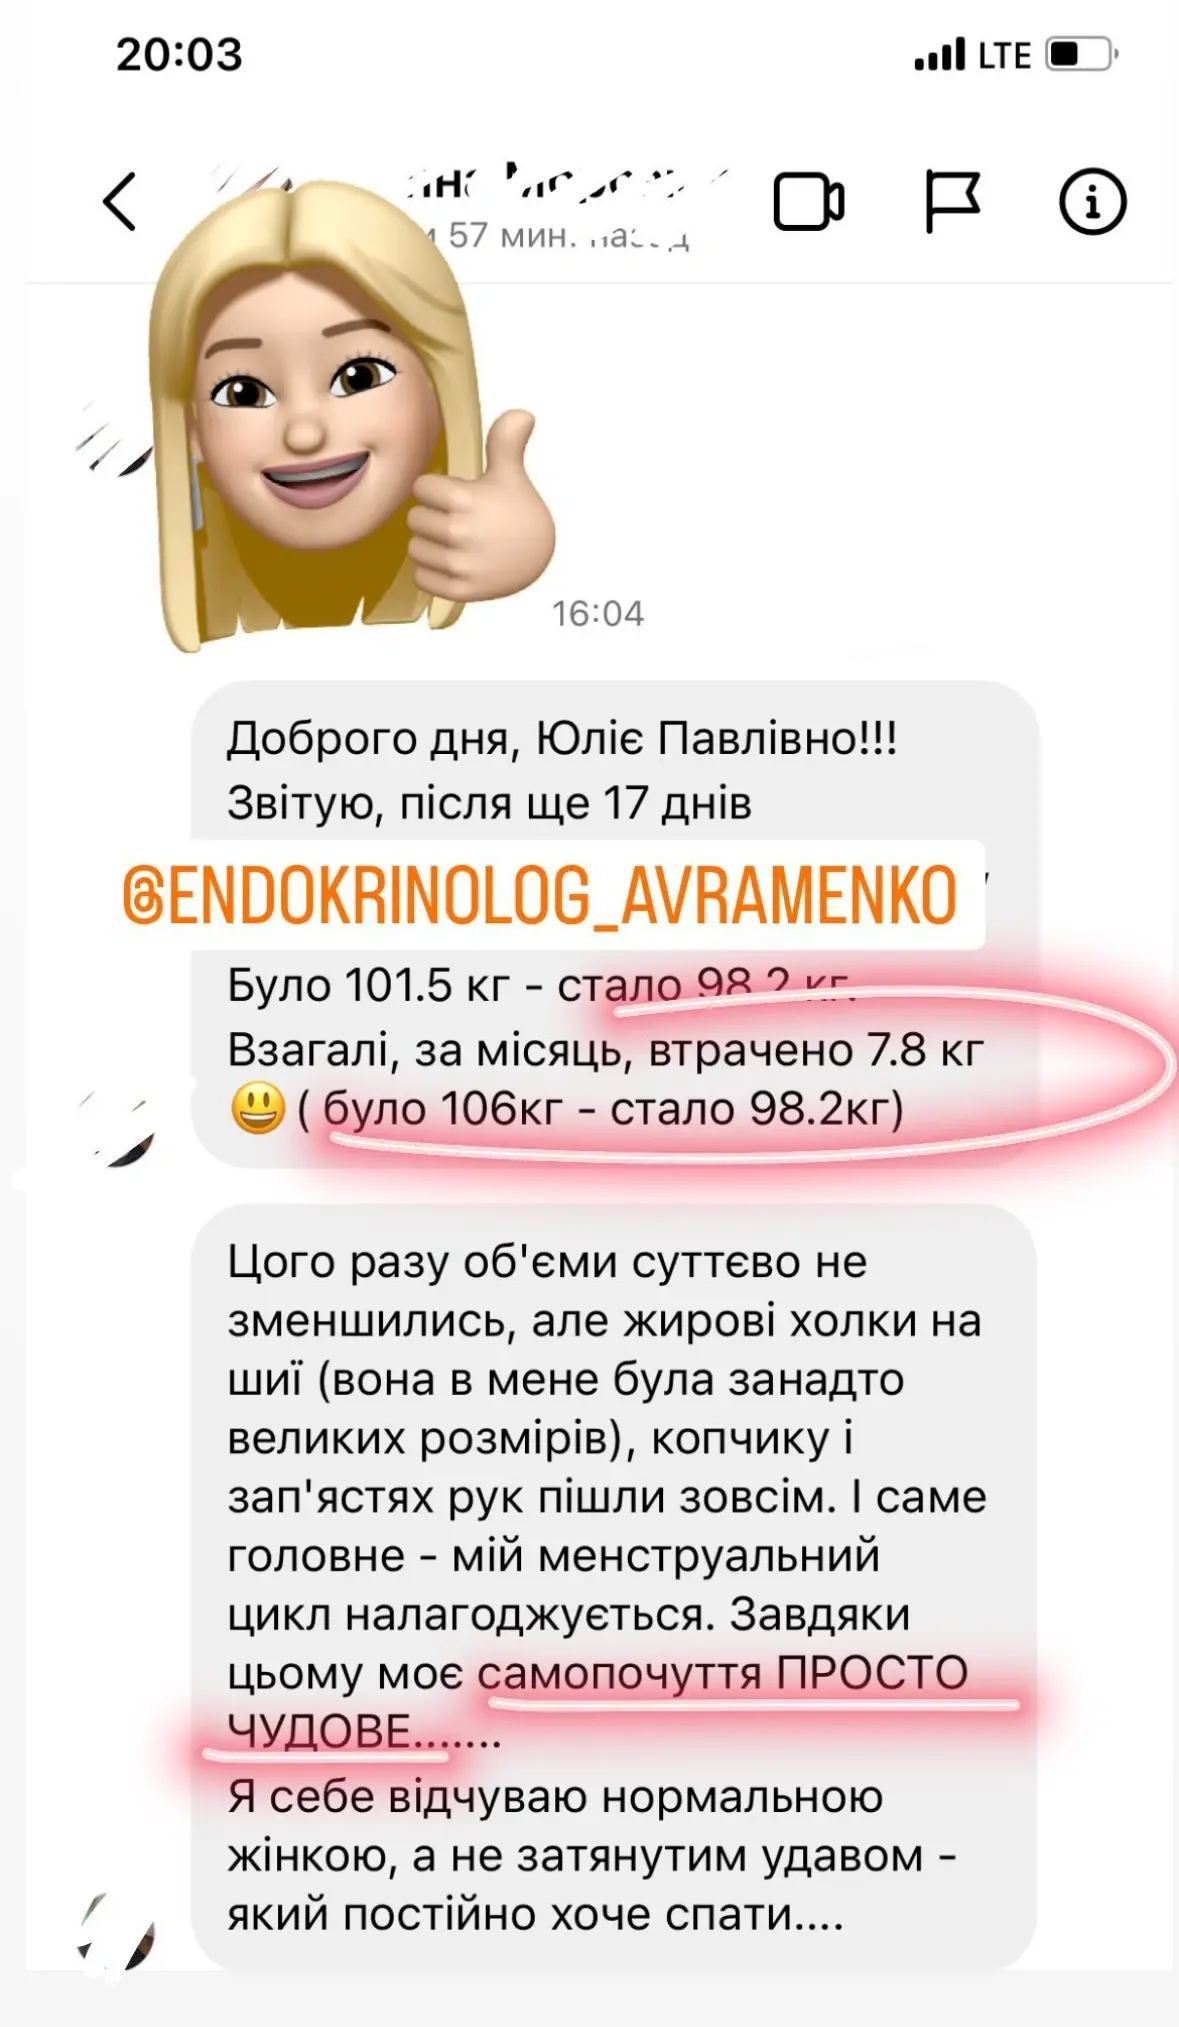 20:03
LTE
57 мин.
16:04
Доброго дня, Юліє Павлівно!!!
Звітую, після ще 17 днів
@ENDOKRINOLOG_AVRAMENKO
Було 101.5 кг - стало 98.2 кг.
Взагалі, за місяць, втрачено 7.8 кг
😃 ( було 106кг - стало 98.2кг)
Цього разу об'єми суттєво не
зменшились, але жирові холки на
шиї (вона в мене була занадто
великих розмірів), копчику і
зап'ястях рук пішли зовсім. І саме
головне - мій менструальний
цикл налагоджується. Завдяки
цьому моє самопочуття ПРОСТО
ЧУДОВЕ.......
Я себе відчуваю нормальною
жінкою, а не затянутим удавом -
який постійно хоче спати....